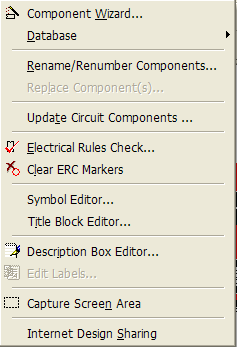 Component Wizard...
Database
Rename/Renumber Components...
Replace Component(s)...
Update Circuit Components ...
Electrical Rules Check...
Clear ERC Markers
Symbol Editor...
Title Block Editor...
Description Box Editor...
Edit Labels...
Capture Screen Area
Internet Design Sharing